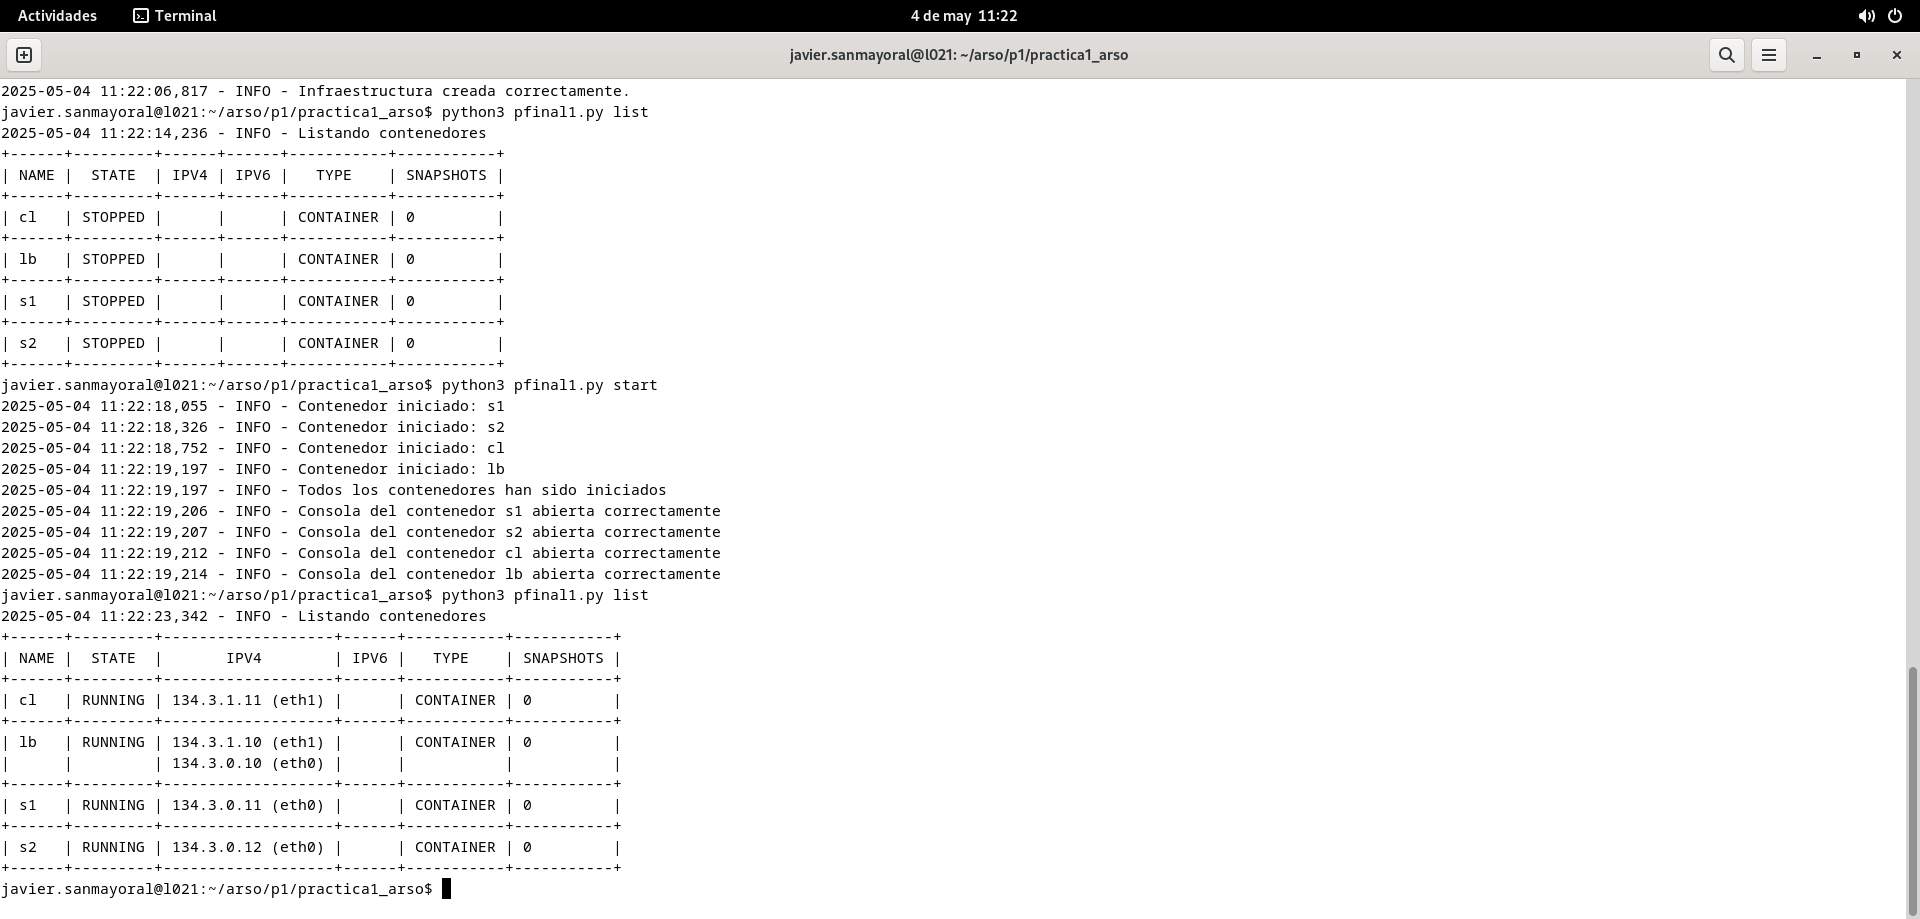 Actividades Terminal 4 de may 11:22
javier.sanmayoral@l021: ~/arso/p1/practica1_arso
2025-05-04 11:22:06,817 - INFO - Infraestructura creada correctamente.
javier.sanmayoral@l021:~/arso/p1/practica1_arso$ python3 pfinal1.py list
2025-05-04 11:22:14,236 - INFO - Listando contenedores
+------+---------+------+------+-----------+-----------+
| NAME |  STATE  | IPV4 | IPV6 |   TYPE    | SNAPSHOTS |
+------+---------+------+------+-----------+-----------+
| cl   | STOPPED |      |      | CONTAINER | 0         |
+------+---------+------+------+-----------+-----------+
| lb   | STOPPED |      |      | CONTAINER | 0         |
+------+---------+------+------+-----------+-----------+
| s1   | STOPPED |      |      | CONTAINER | 0         |
+------+---------+------+------+-----------+-----------+
| s2   | STOPPED |      |      | CONTAINER | 0         |
+------+---------+------+------+-----------+-----------+
javier.sanmayoral@l021:~/arso/p1/practica1_arso$ python3 pfinal1.py start
2025-05-04 11:22:18,055 - INFO - Contenedor iniciado: s1
2025-05-04 11:22:18,326 - INFO - Contenedor iniciado: s2
2025-05-04 11:22:18,752 - INFO - Contenedor iniciado: cl
2025-05-04 11:22:19,197 - INFO - Contenedor iniciado: lb
2025-05-04 11:22:19,197 - INFO - Todos los contenedores han sido iniciados
2025-05-04 11:22:19,206 - INFO - Consola del contenedor s1 abierta correctamente
2025-05-04 11:22:19,207 - INFO - Consola del contenedor s2 abierta correctamente
2025-05-04 11:22:19,212 - INFO - Consola del contenedor cl abierta correctamente
2025-05-04 11:22:19,214 - INFO - Consola del contenedor lb abierta correctamente
javier.sanmayoral@l021:~/arso/p1/practica1_arso$ python3 pfinal1.py list
2025-05-04 11:22:23,342 - INFO - Listando contenedores
+------+---------+-------------------+------+-----------+-----------+
| NAME |  STATE  |       IPV4        | IPV6 |   TYPE    | SNAPSHOTS |
+------+---------+-------------------+------+-----------+-----------+
| cl   | RUNNING | 134.3.1.11 (eth1) |      | CONTAINER | 0         |
+------+---------+-------------------+------+-----------+-----------+
| lb   | RUNNING | 134.3.1.10 (eth1) |      | CONTAINER | 0         |
|      |         | 134.3.0.10 (eth0) |      |           |           |
+------+---------+-------------------+------+-----------+-----------+
| s1   | RUNNING | 134.3.0.11 (eth0) |      | CONTAINER | 0         |
+------+---------+-------------------+------+-----------+-----------+
| s2   | RUNNING | 134.3.0.12 (eth0) |      | CONTAINER | 0         |
+------+---------+-------------------+------+-----------+-----------+
javier.sanmayoral@l021:~/arso/p1/practica1_arso$